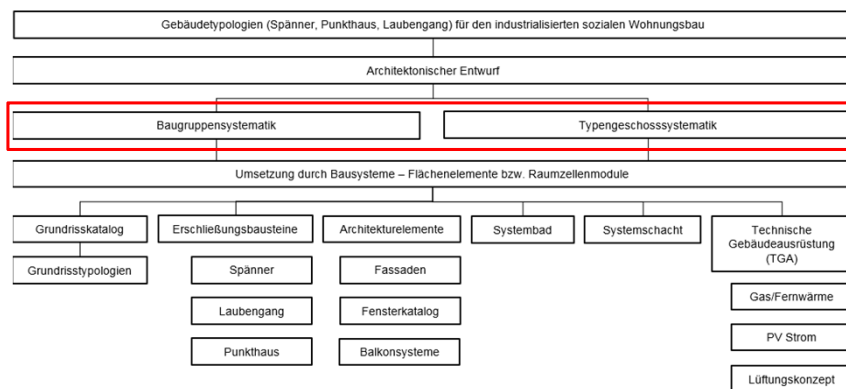 Gebäudetypologien (Spänner, Punkthaus, Laubengang) für den industrialisierten sozialen Wohnungsbau
Architektonischer Entwurf
Baugruppensystematik
Typengeschosssystematik
Umsetzung durch Bausysteme – Flächenelemente bzw. Raumzellenmodule
Grundrisskatalog
Erschließungsbausteine
Architekturelemente
Systembad
Systemschacht
Technische
Gebäudeausrüstung
(TGA)
Grundrisstypologien
Spänner
Fassaden
Gas/Fernwärme
Laubengang
Fensterkatalog
PV Strom
Punkthaus
Balkonsysteme
Lüftungskonzept